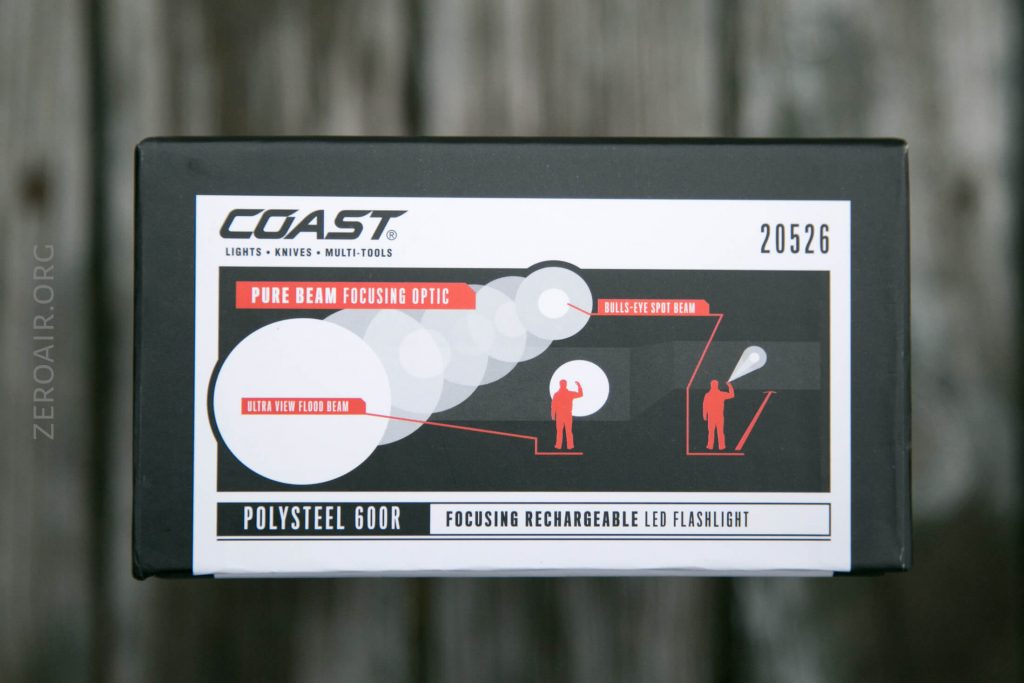 COAST®
LIGHTS • KNIVES • MULTI-TOOLS
20526
PURE BEAM FOCUSING OPTIC
BULLS-EYE SPOT BEAM
ULTRA VIEW FLOOD BEAM
POLYSTEEL 600R
FOCUSING RECHARGEABLE LED FLASHLIGHT
ZEROAIR.ORG